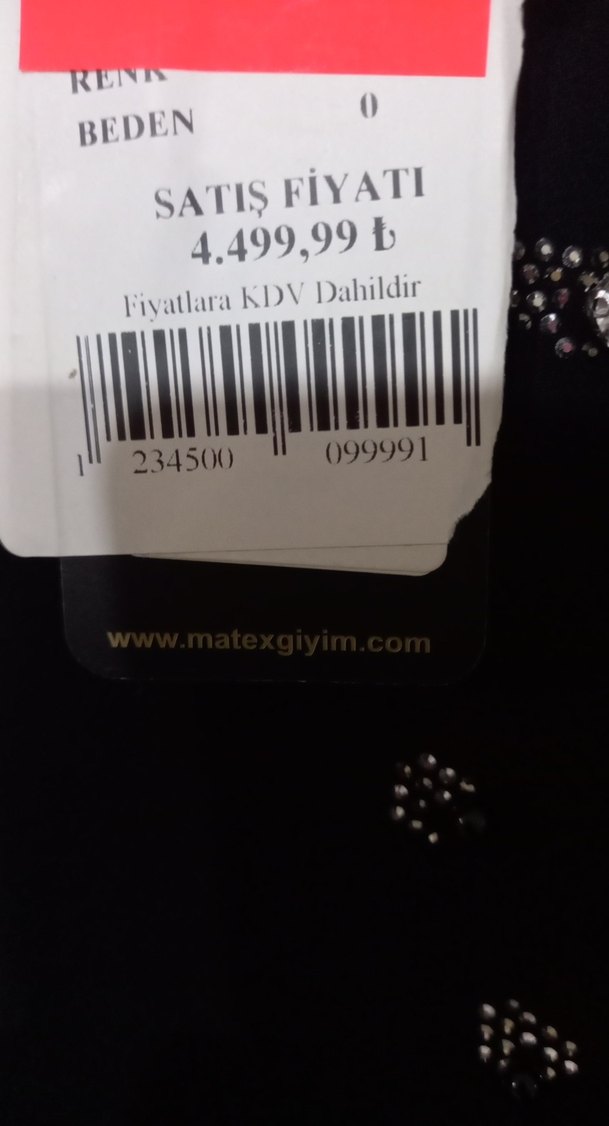 RENK
BEDEN 0
SATIŞ FİYATI
4.499,99 ₺
Fiyatlara KDV Dahildir
1 234500 099991
www.matexgiyim.com